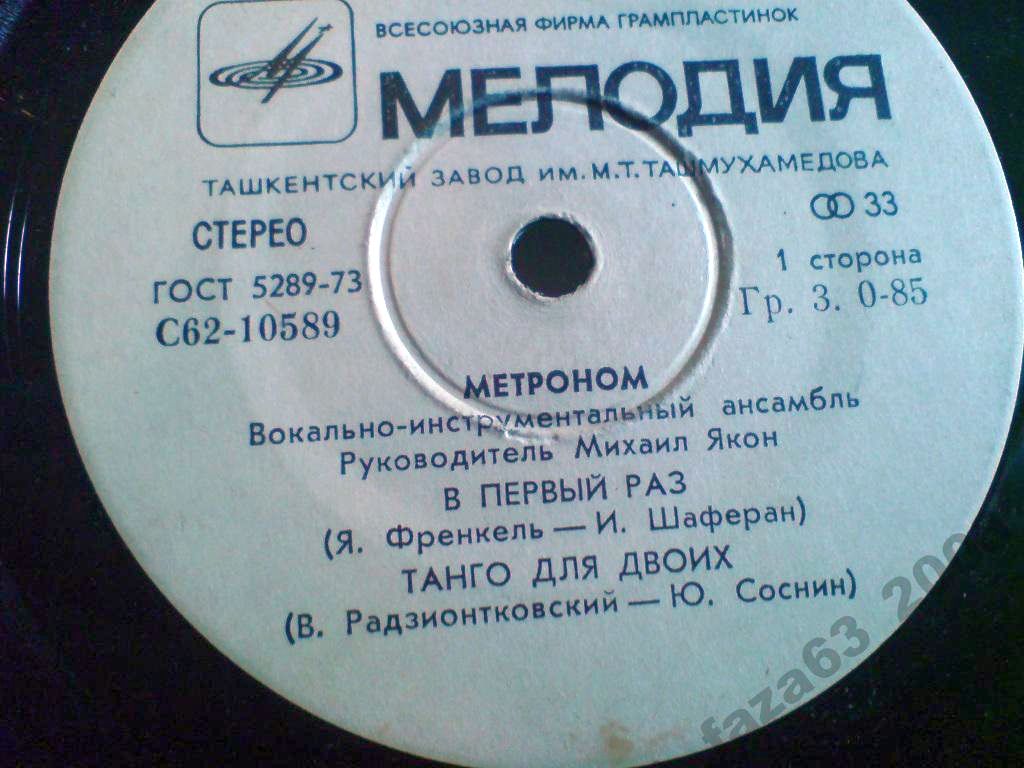 ВСЕСОЮЗНАЯ ФИРМА ГРАМПЛАСТИНОК
МЕЛОДИЯ
ТАШКЕНТСКИЙ ЗАВОД ИМ. М.Т. ТАШМУХАМЕДОВА
СТЕРЕО
33
ГОСТ 5289-73
1 сторона
С62-10589
Гр. 3. 0-85
МЕТРОНОМ
Вокально-инструментальный ансамбль
Руководитель Михаил Якон
В ПЕРВЫЙ РАЗ
(Я. Френкель — И. Шаферан)
ТАНГО ДЛЯ ДВОИХ
(В. Радзионтковский — Ю. Соснин)
faza63